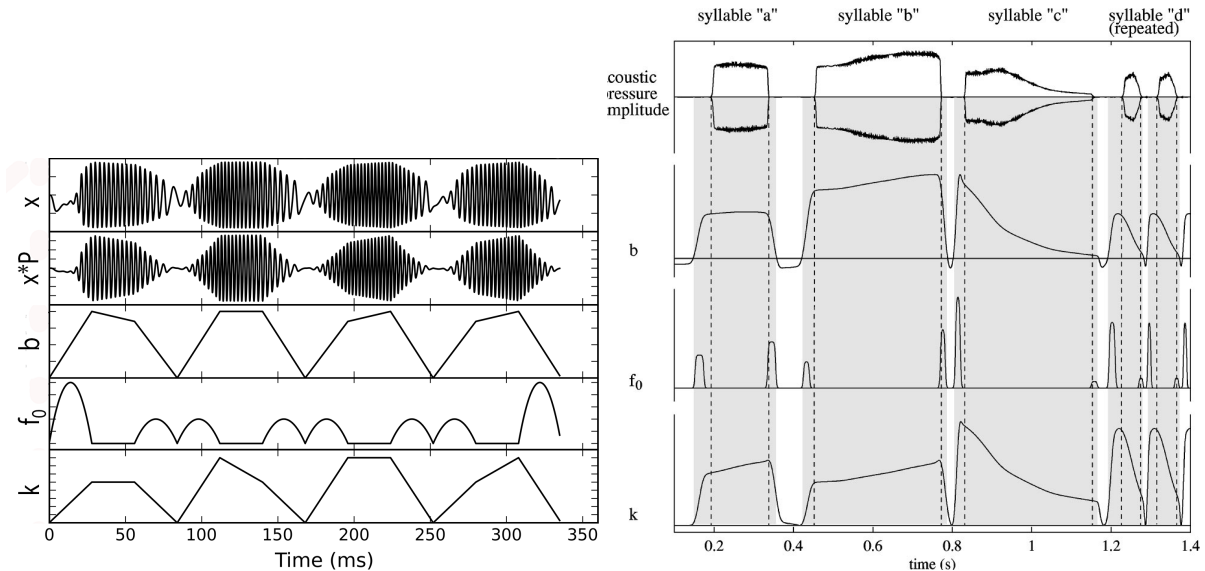 x
x*P
b
f0
k
0 50 100 150 200 250 300 350
Time (ms)
syllable "a" syllable "b" syllable "c" syllable "d"
(repeated)
coustic
ressure
mplitude
b
f0
k
0.2 0.4 0.6 0.8 1 1.2 1.4
time (s)